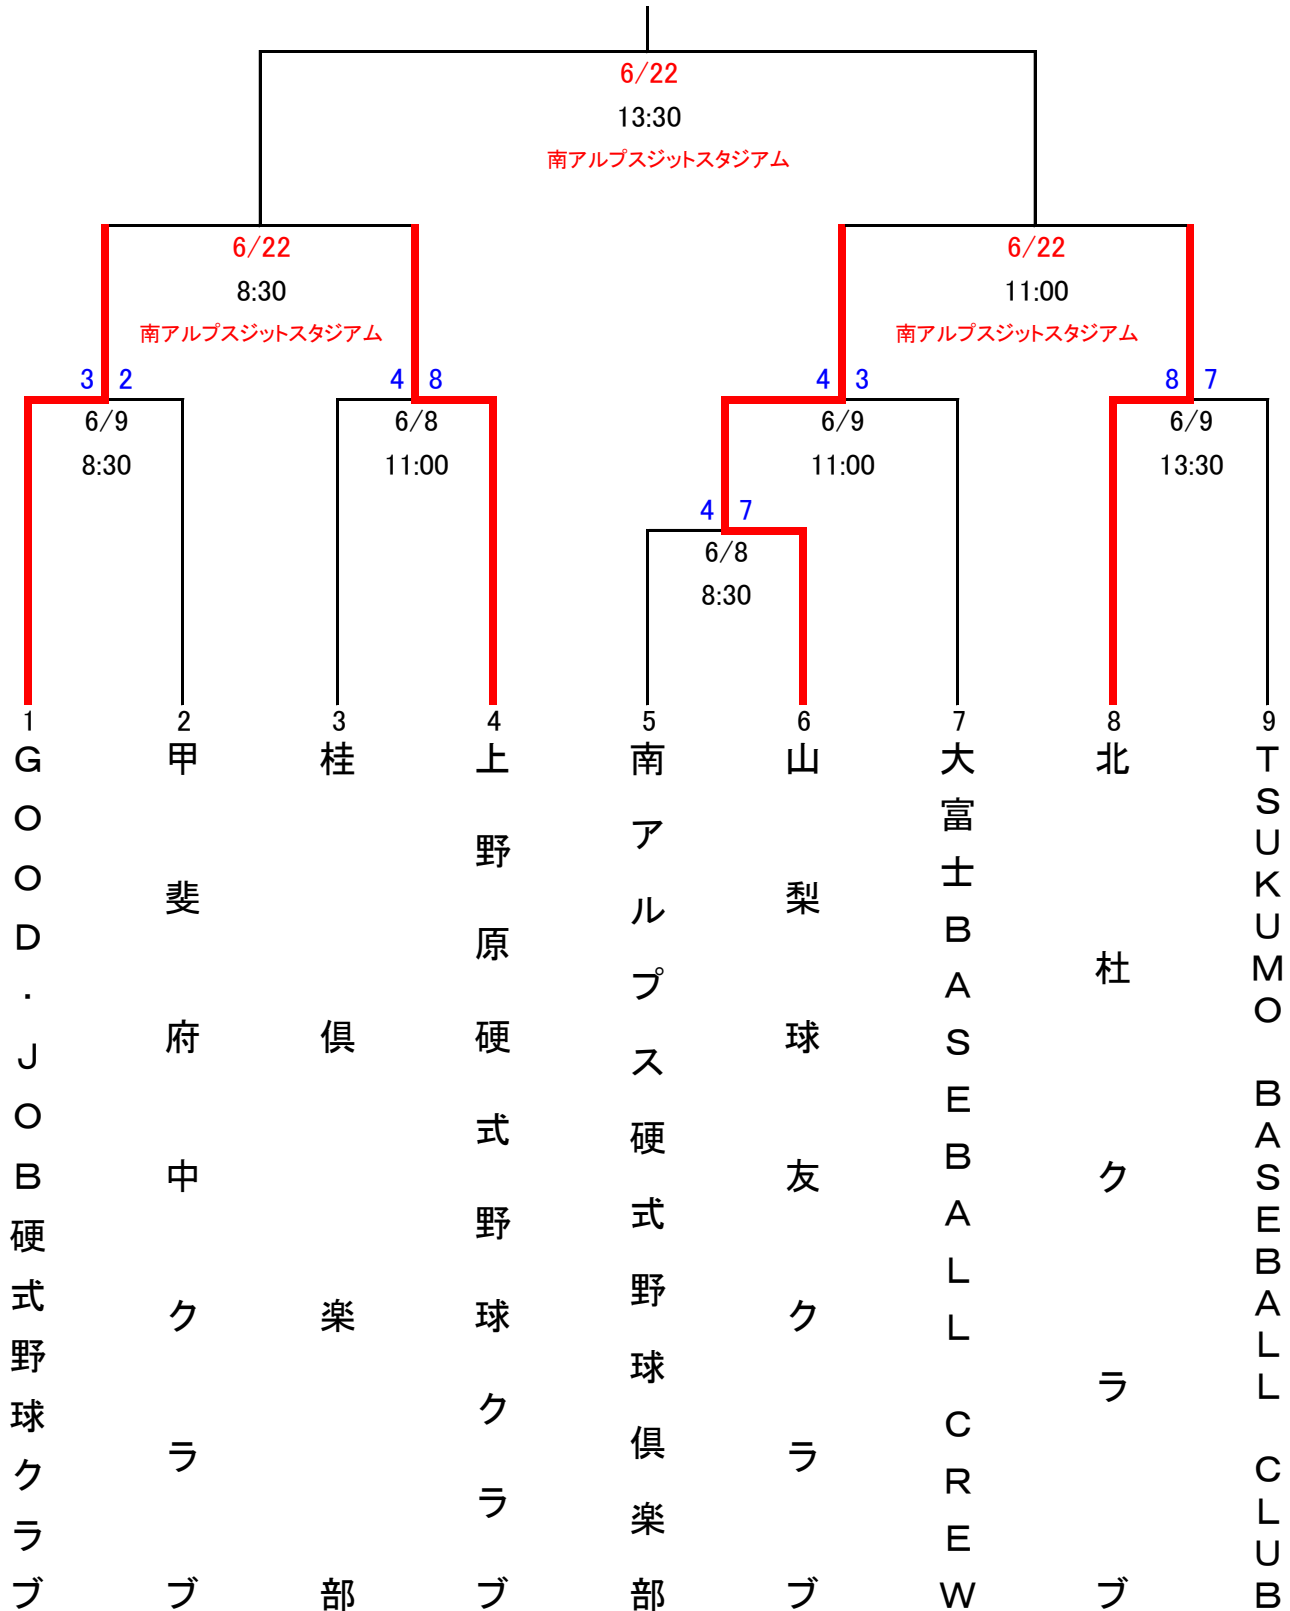 6/22
13:30
南アルプスジットスタジアム
6/22
8:30
南アルプスジットスタジアム
6/22
11:00
南アルプスジットスタジアム
3 2
6/9
8:30
4 8
6/8
11:00
4 3
6/9
11:00
8 7
6/9
13:30
4 7
6/8
8:30
1
GOOD.JOB硬式野球クラブ
2
甲斐府中クラブ
3
桂倶楽部
4
上野原硬式野球クラブ
5
南アルプス硬式野球倶楽部
6
山梨球友クラブ
7
大富士BASEBALL CREW
8
北杜クラブ
9
TSUKUMO BASEBALL CLUB